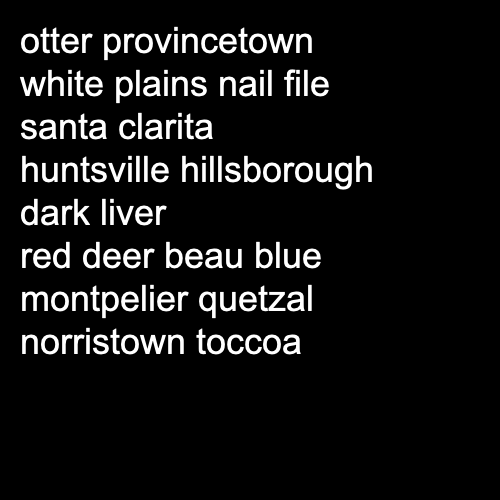 otter provincetown
white plains nail file
santa clarita
huntsville hillsborough
dark liver
red deer beau blue
montpelier quetzal
norristown toccoa